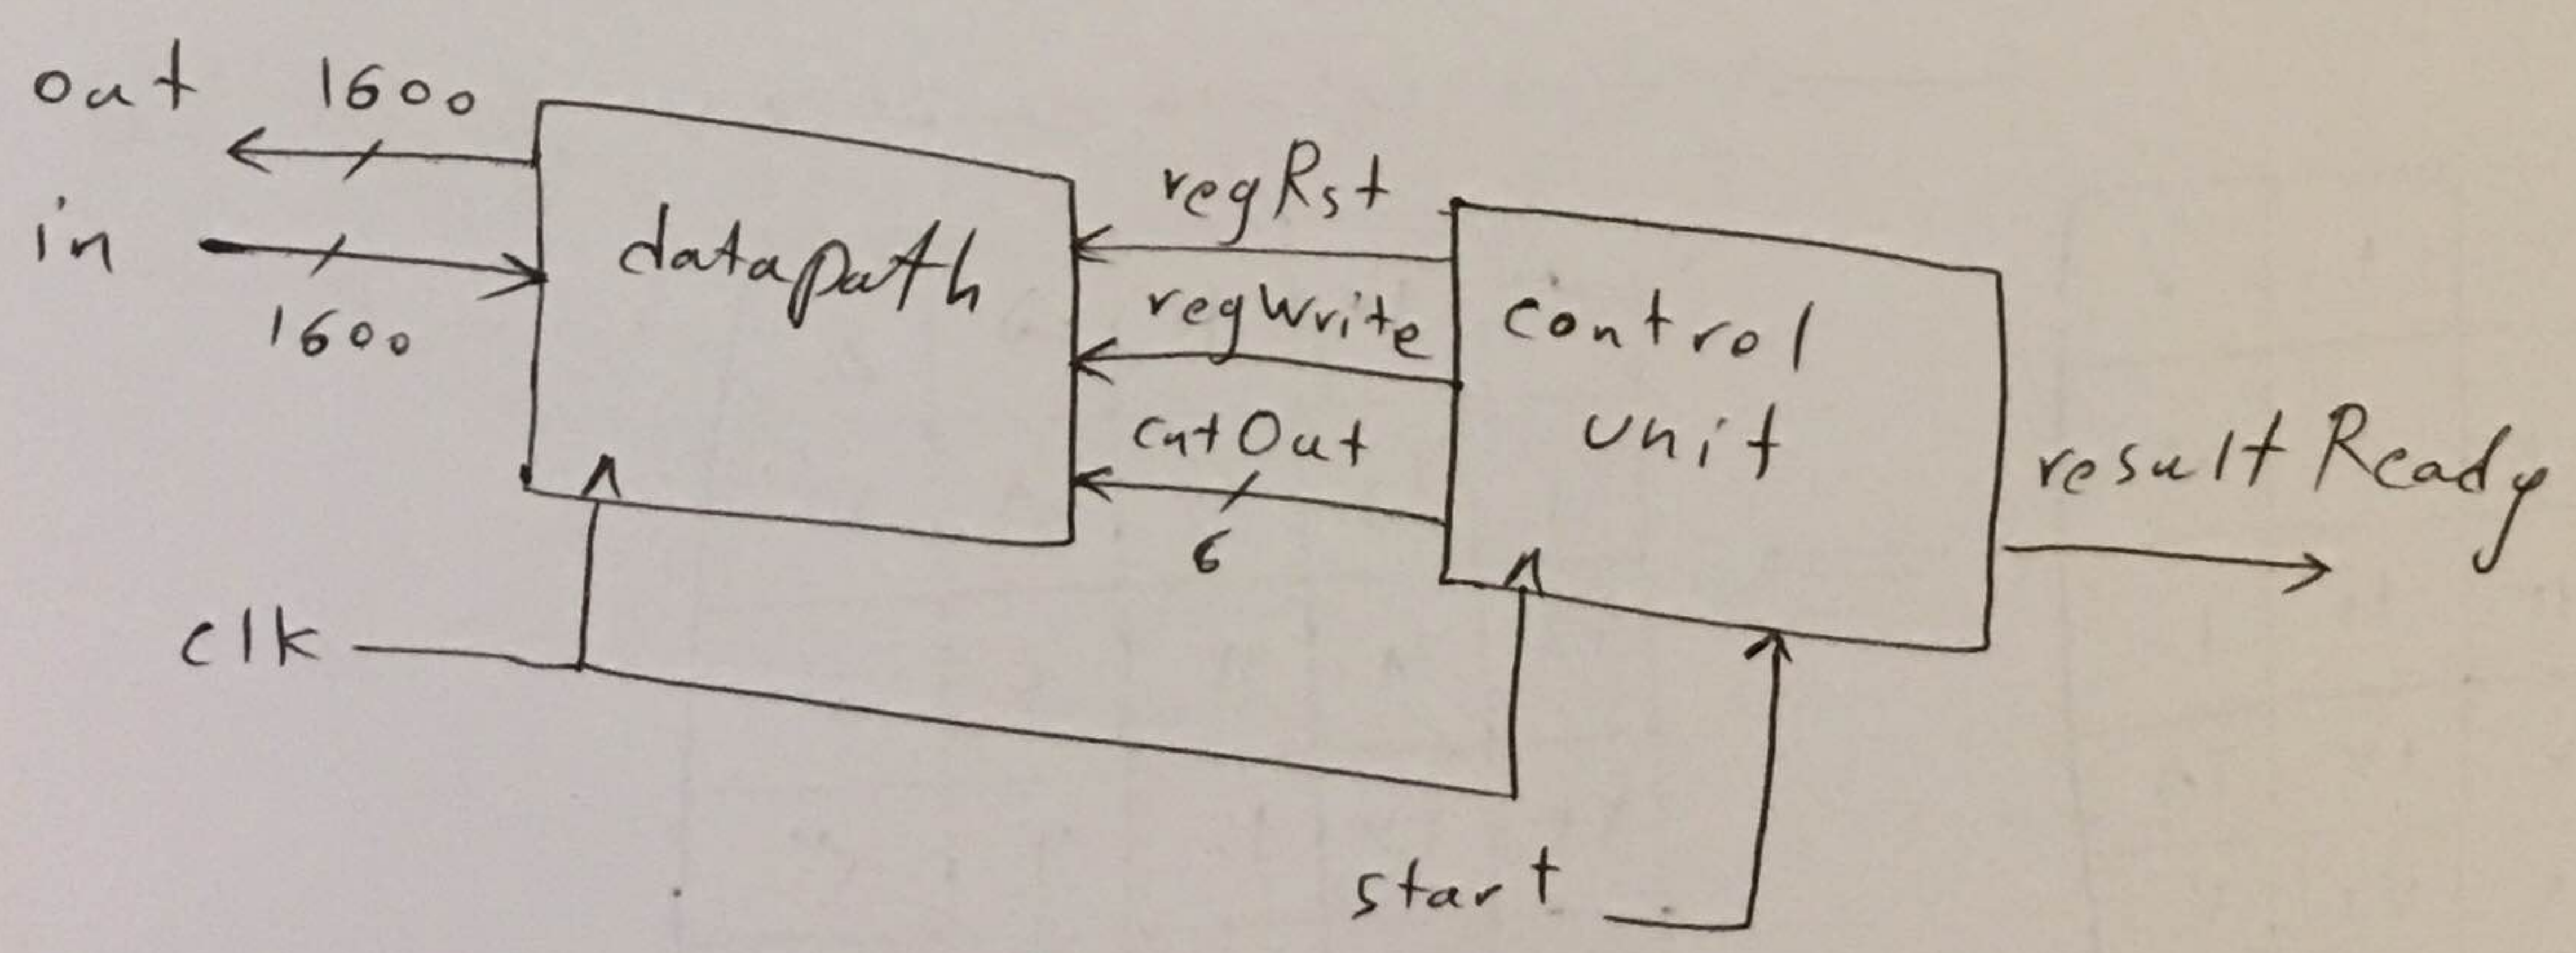 out 1600
in
1600
datapath
regRst
regWrite
cntOut
6
control
unit
resultReady
clk
start